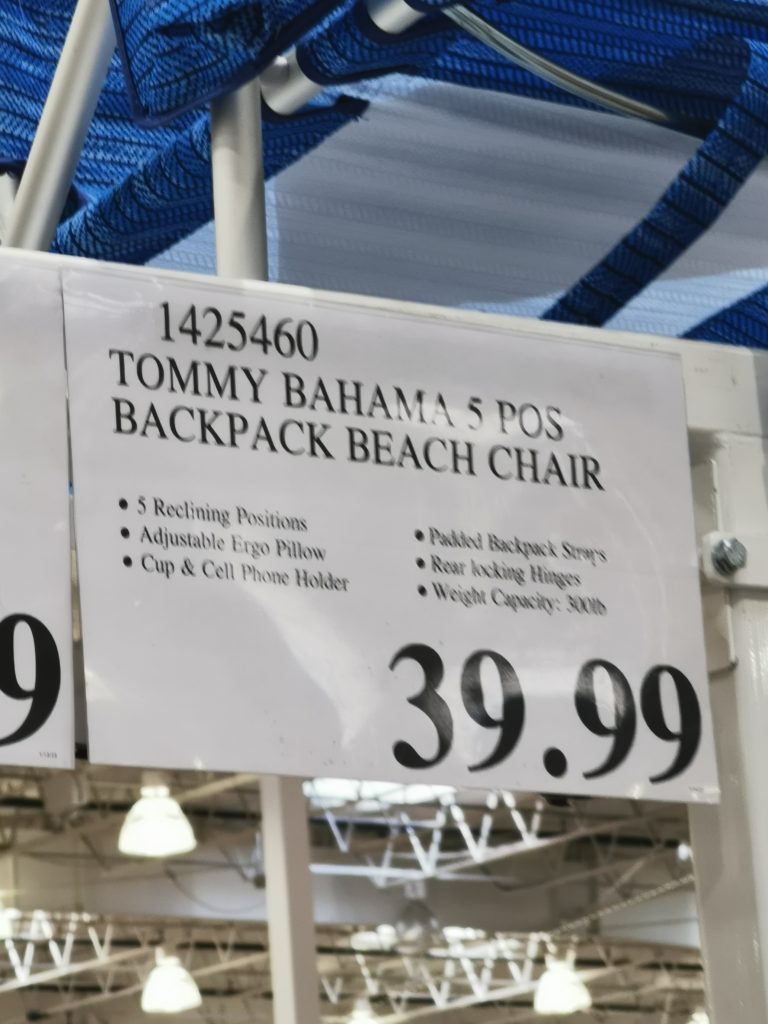 1425460
TOMMY BAHAMA 5 POS
BACKPACK BEACH CHAIR
• 5 Reclining Positions
• Adjustable Ergo Pillow
• Cup & Cell Phone Holder
• Padded Backpack Straps
• Rear locking Hinges
• Weight Capacity: 300lb
39.99
9